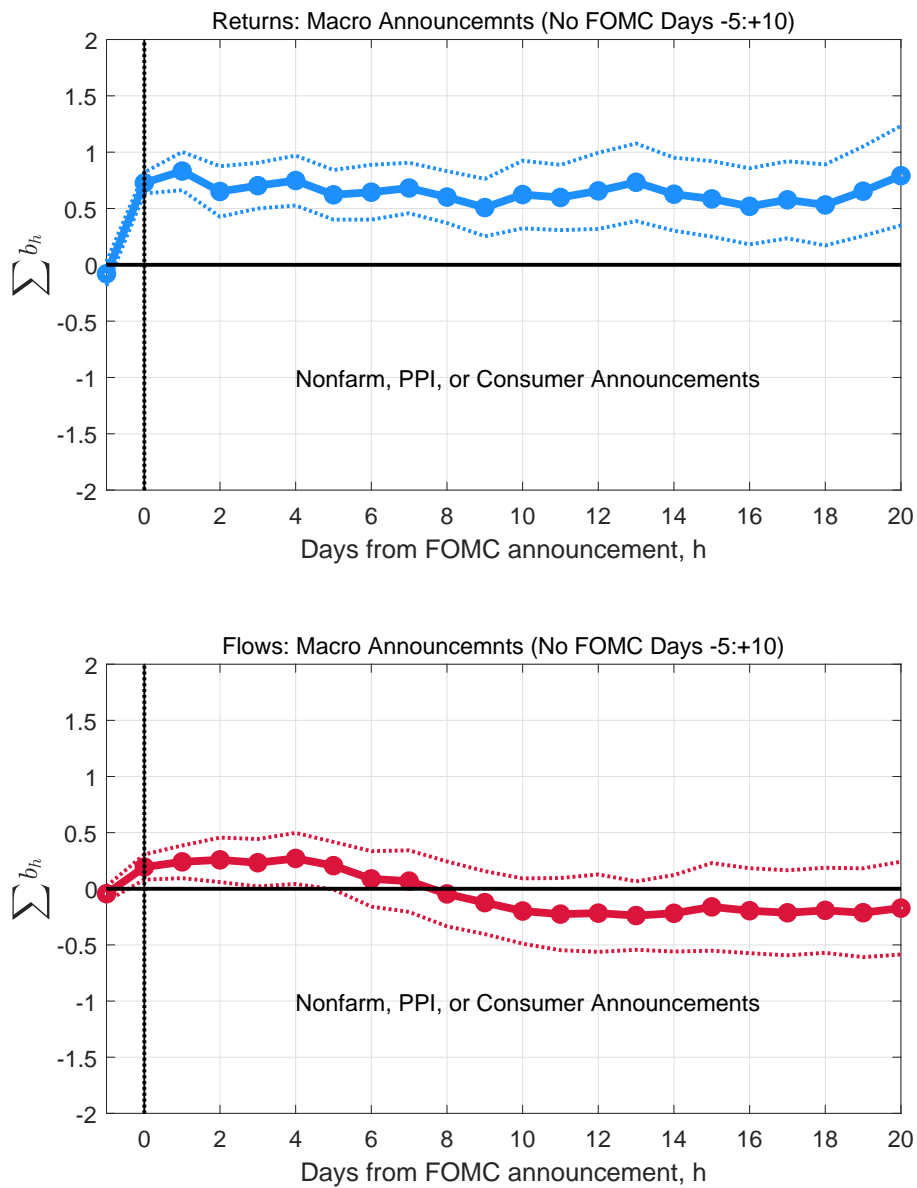 Returns: Macro Announcemnts (No FOMC Days -5:+10)
2
1.5
1
0.5
0
-0.5
-1
-1.5
-2
∑ b_h
Nonfarm, PPI, or Consumer Announcements
0 2 4 6 8 10 12 14 16 18 20
Days from FOMC announcement, h
Flows: Macro Announcemnts (No FOMC Days -5:+10)
2
1.5
1
0.5
0
-0.5
-1
-1.5
-2
∑ b_h
Nonfarm, PPI, or Consumer Announcements
0 2 4 6 8 10 12 14 16 18 20
Days from FOMC announcement, h